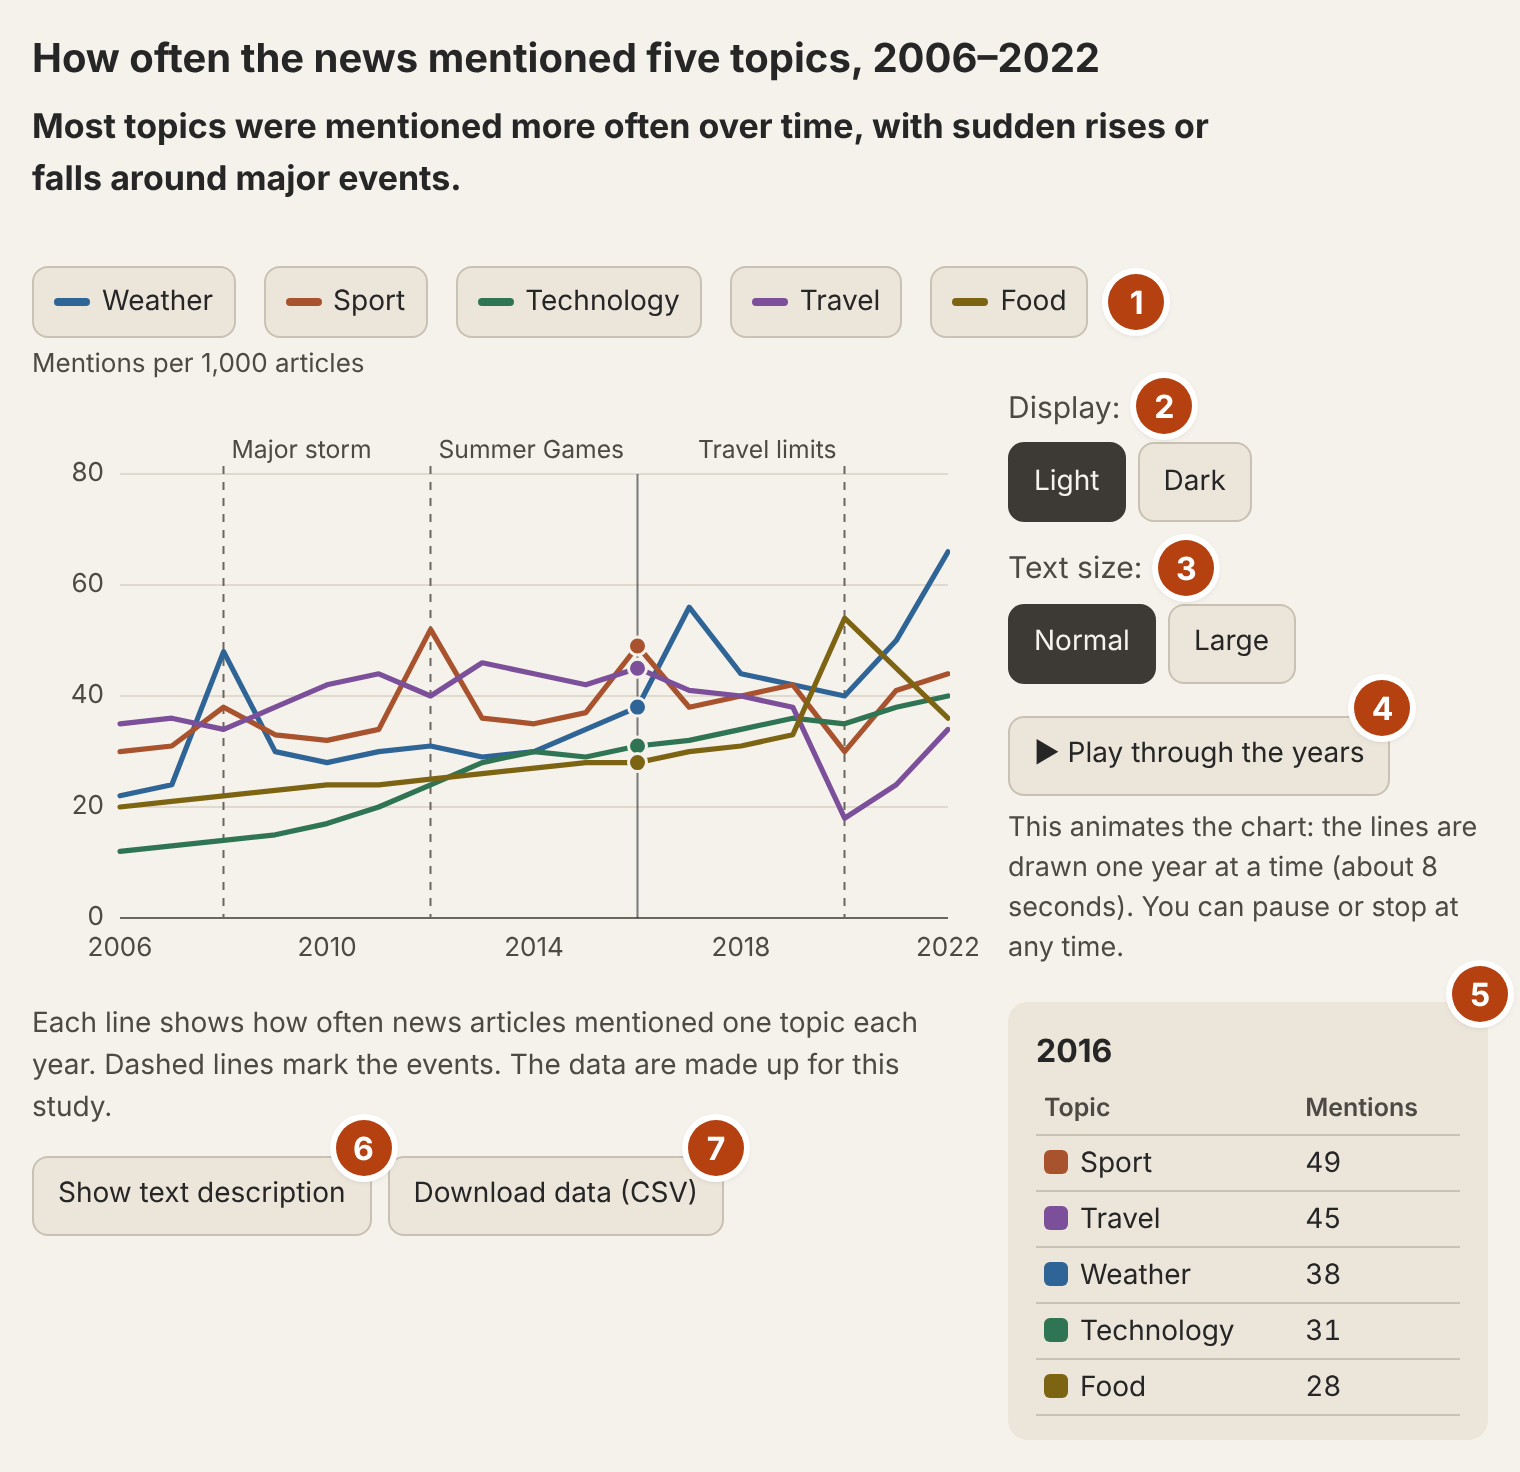 How often the news mentioned five topics, 2006–2022
Most topics were mentioned more often over time, with sudden rises or
falls around major events.
Weather
Sport
Technology
Travel
Food
1
Mentions per 1,000 articles
Major storm
Summer Games
Travel limits
80
60
40
20
0
2006
2010
2014
2018
2022
Display:
2
Light
Dark
Text size:
3
Normal
Large
4
▶ Play through the years
This animates the chart: the lines are
drawn one year at a time (about 8
seconds). You can pause or stop at
any time.
Each line shows how often news articles mentioned one topic each
year. Dashed lines mark the events. The data are made up for this
study.
6
Show text description
7
Download data (CSV)
5
2016
Topic Mentions
Sport 49
Travel 45
Weather 38
Technology 31
Food 28